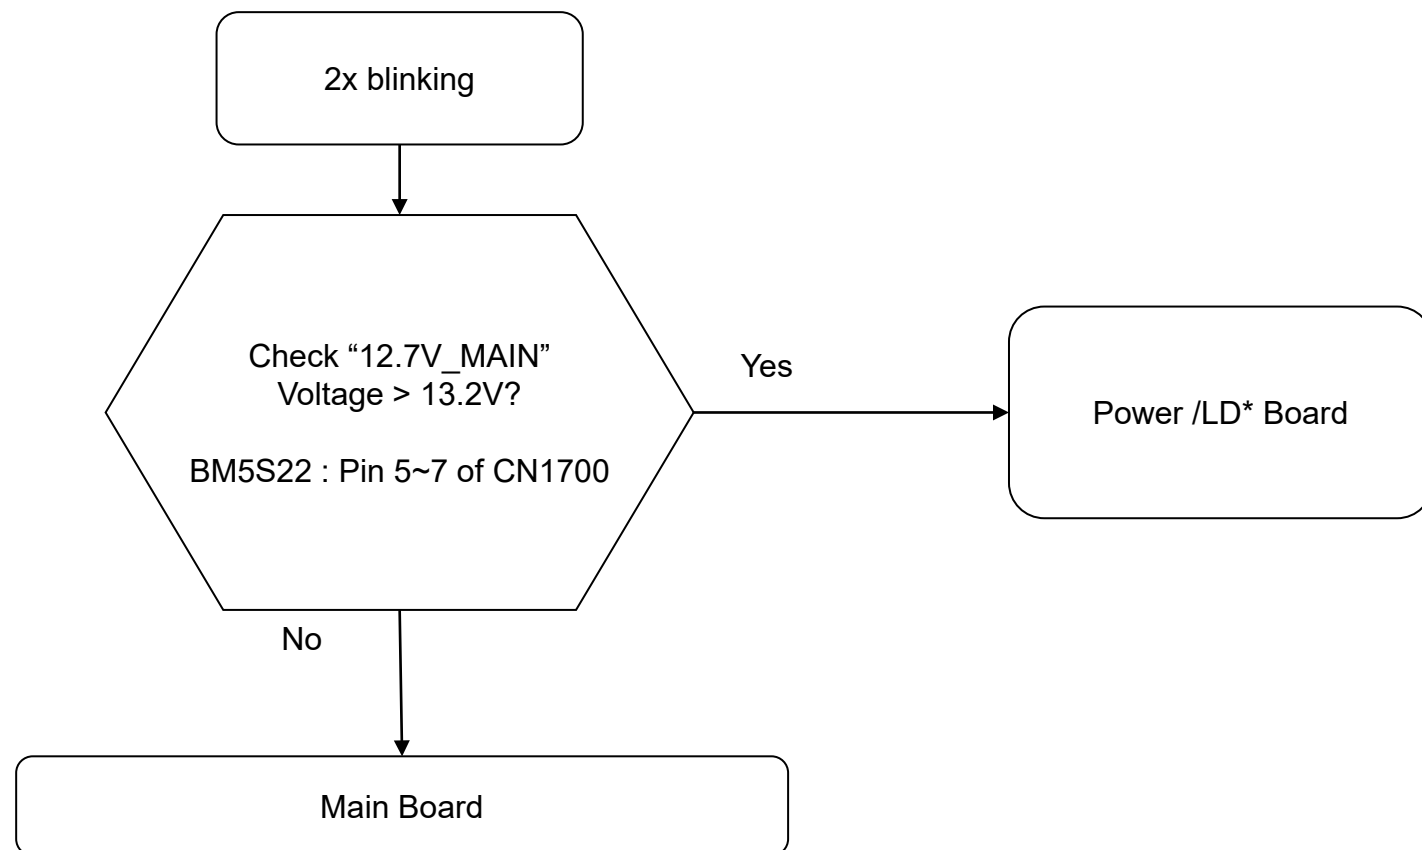 2x blinking
Check “12.7V_MAIN”
Voltage > 13.2V?
BM5S22 : Pin 5~7 of CN1700
Yes
Power /LD* Board
No
Main Board